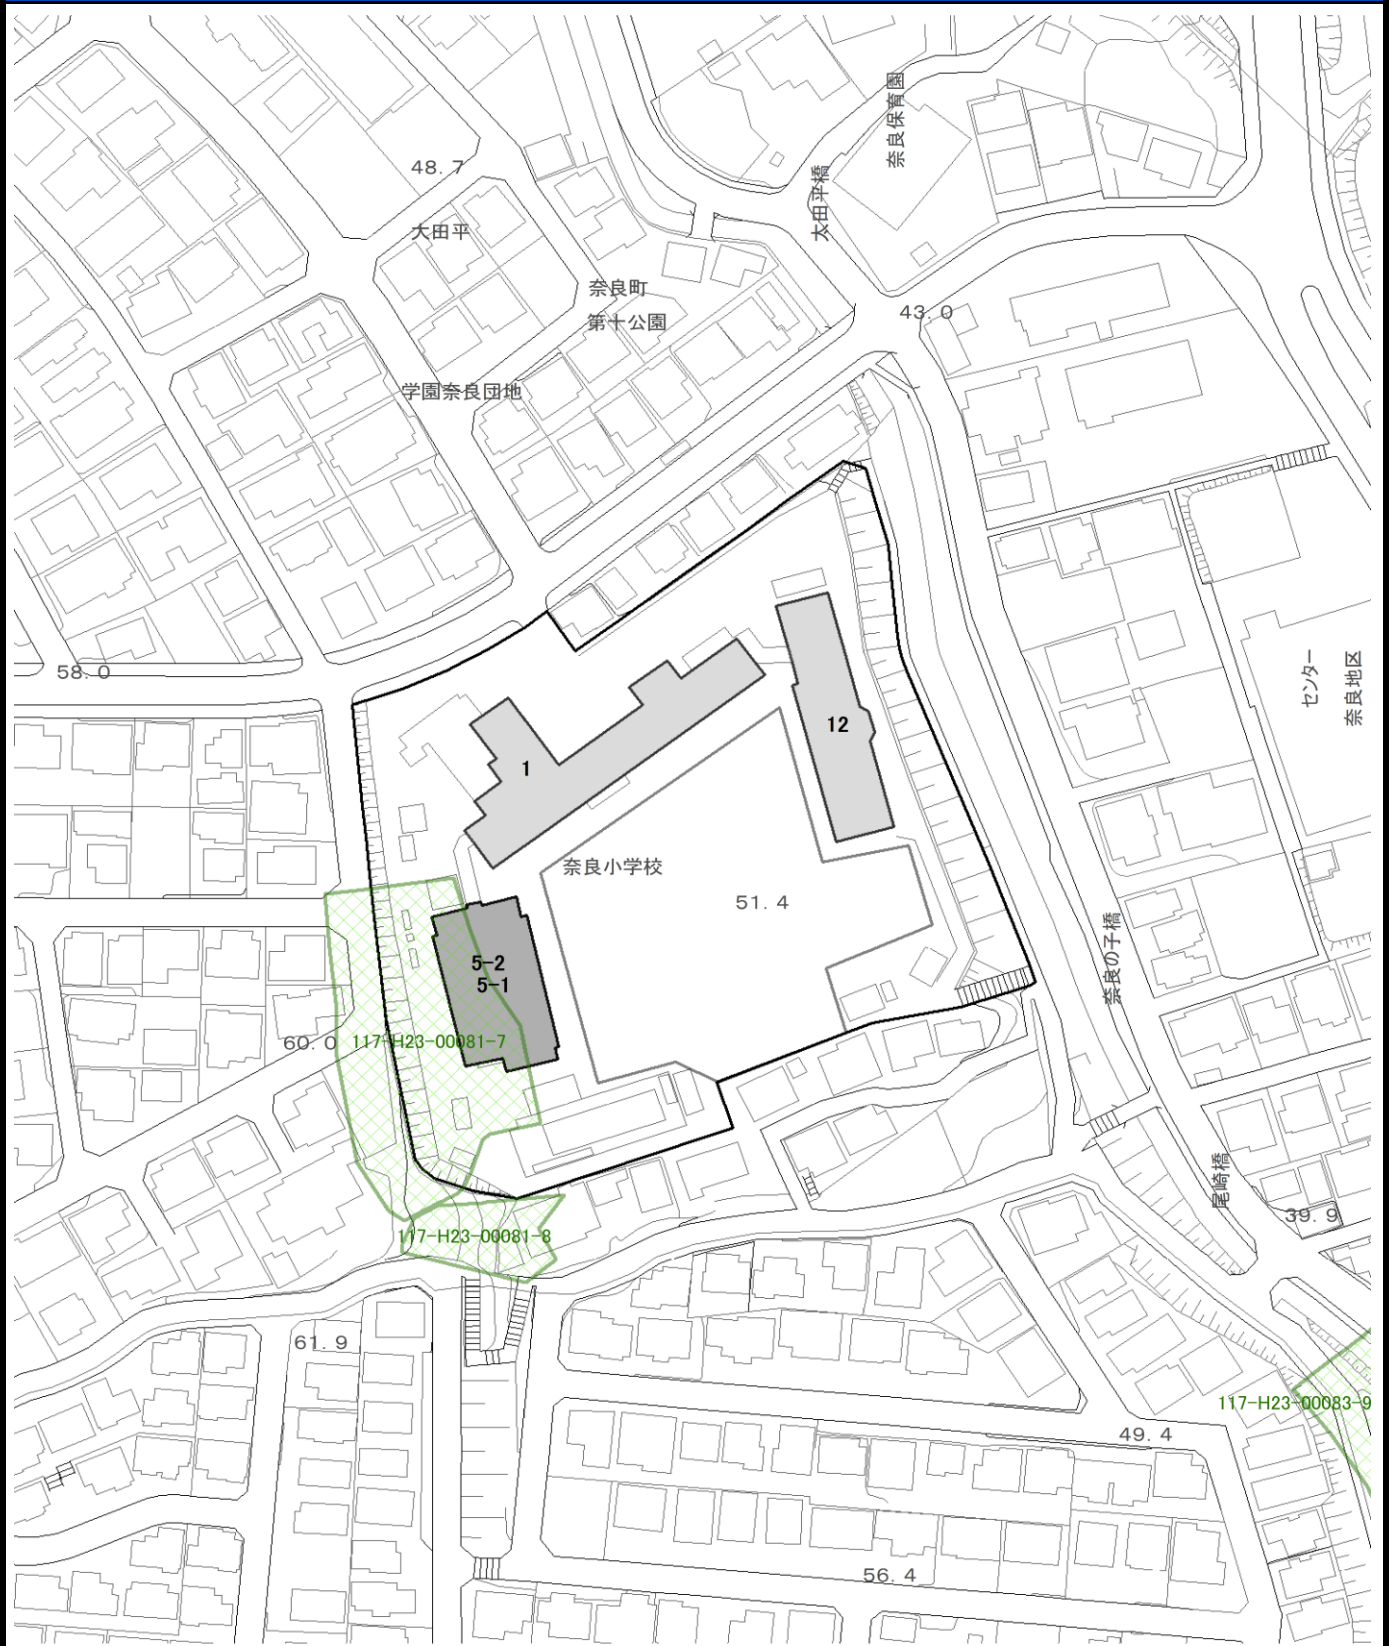 奈良保育園
48.7
太田平橋
大田平
奈良町
第十公園
43.0
学園奈良団地
58.0
センター
奈良地区
12
1
奈良小学校
51.4
奈良の子橋
5-2
5-1
60.0
117-H23-00081-7
尾崎橋
39.9
117-H23-00081-8
61.9
117-H23-00083-9
49.4
56.4